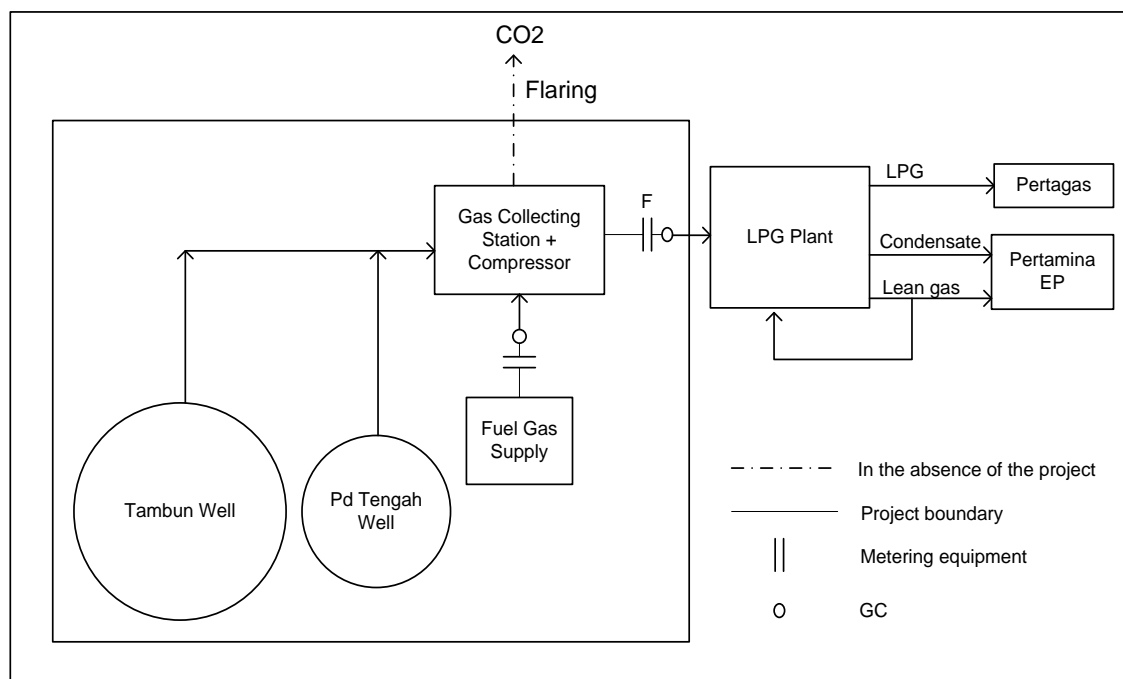 CO2
Flaring
Gas Collecting
Station +
Compressor
F
LPG Plant
LPG
Pertagas
Condensate
Pertamina
EP
Lean gas
Fuel Gas
Supply
Tambun Well
Pd Tengah
Well
In the absence of the project
Project boundary
Metering equipment
GC